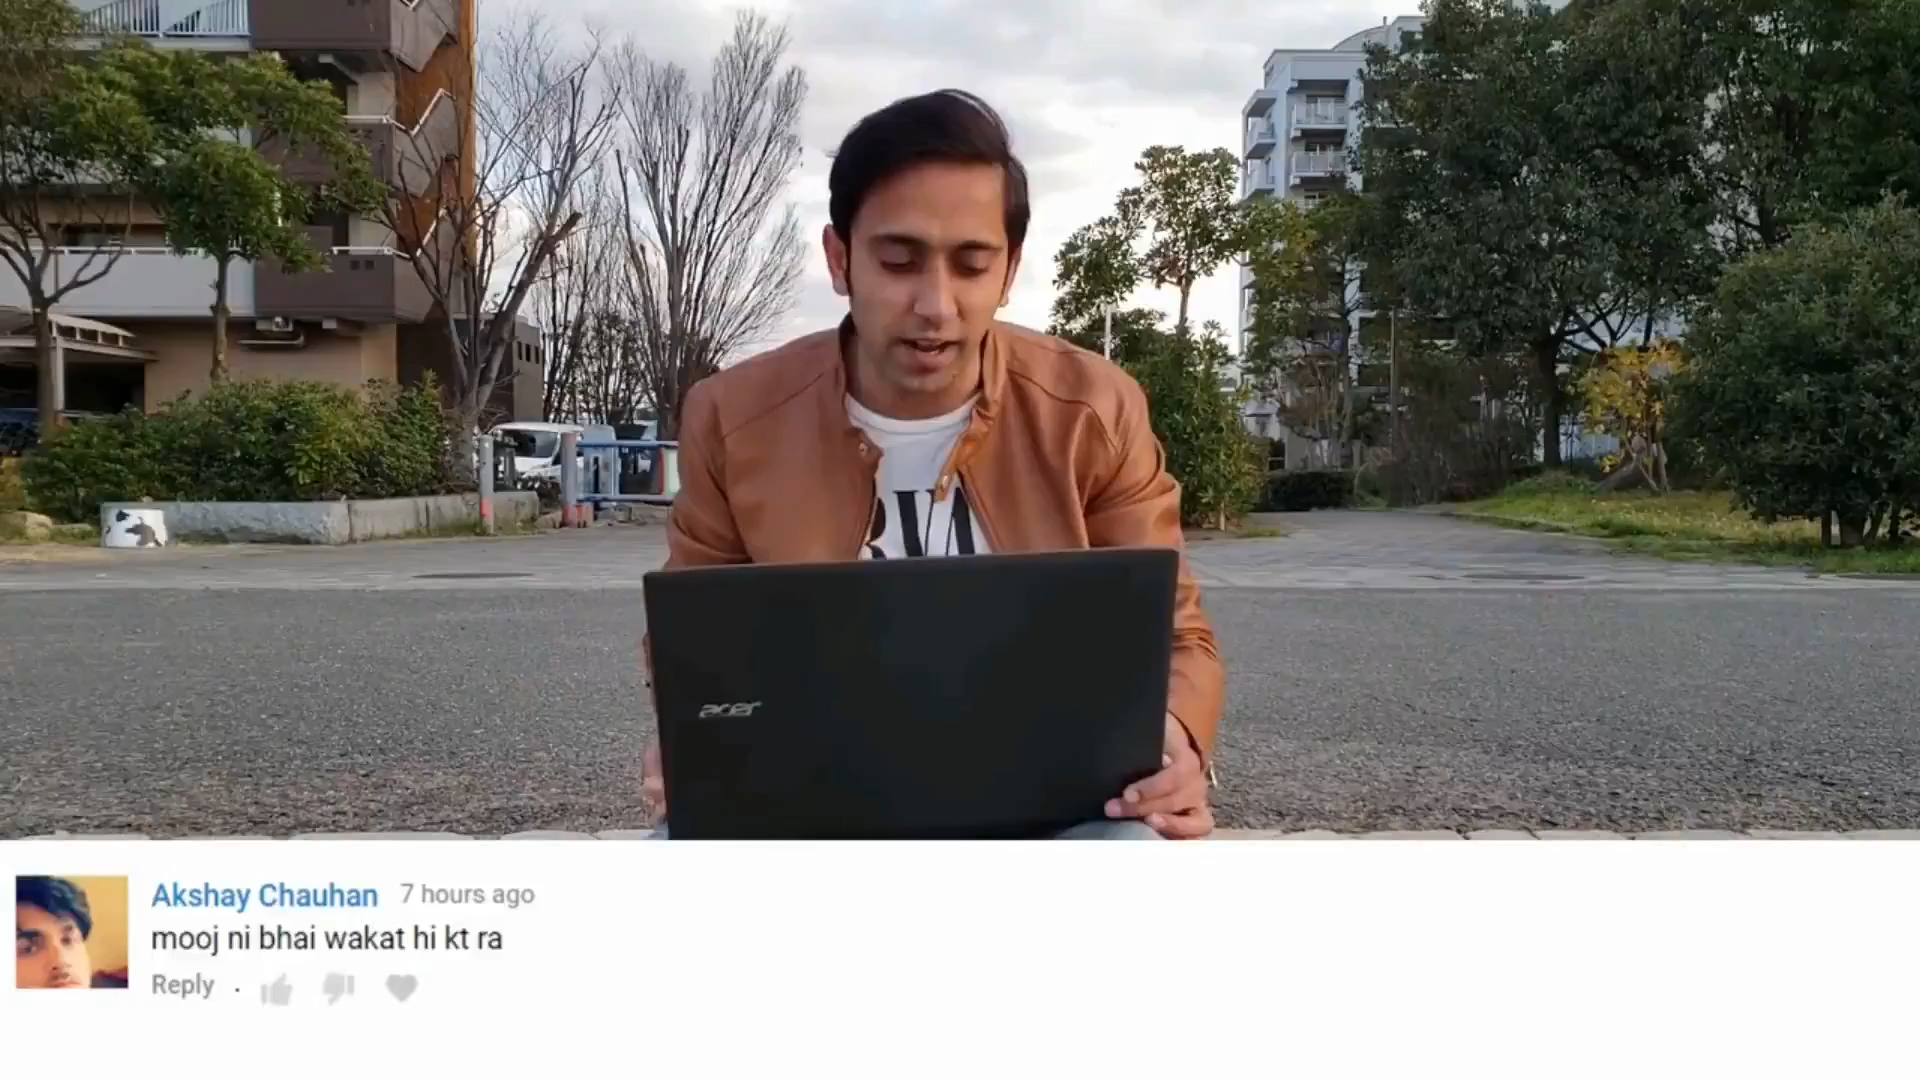 acer
Akshay Chauhan 7 hours ago
mooj ni bhai wakat hi kt ra
Reply .